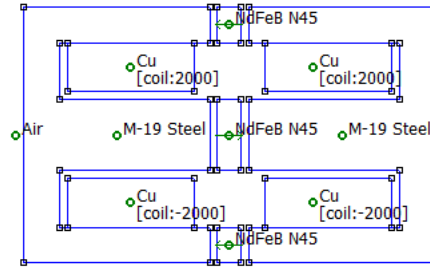 NdFeB N45
Cu
[coil:2000]
Cu
[coil:2000]
Air
M-19 Steel
NdFeB N45
M-19 Steel
Cu
[coil:-2000]
Cu
[coil:-2000]
NdFeB N45